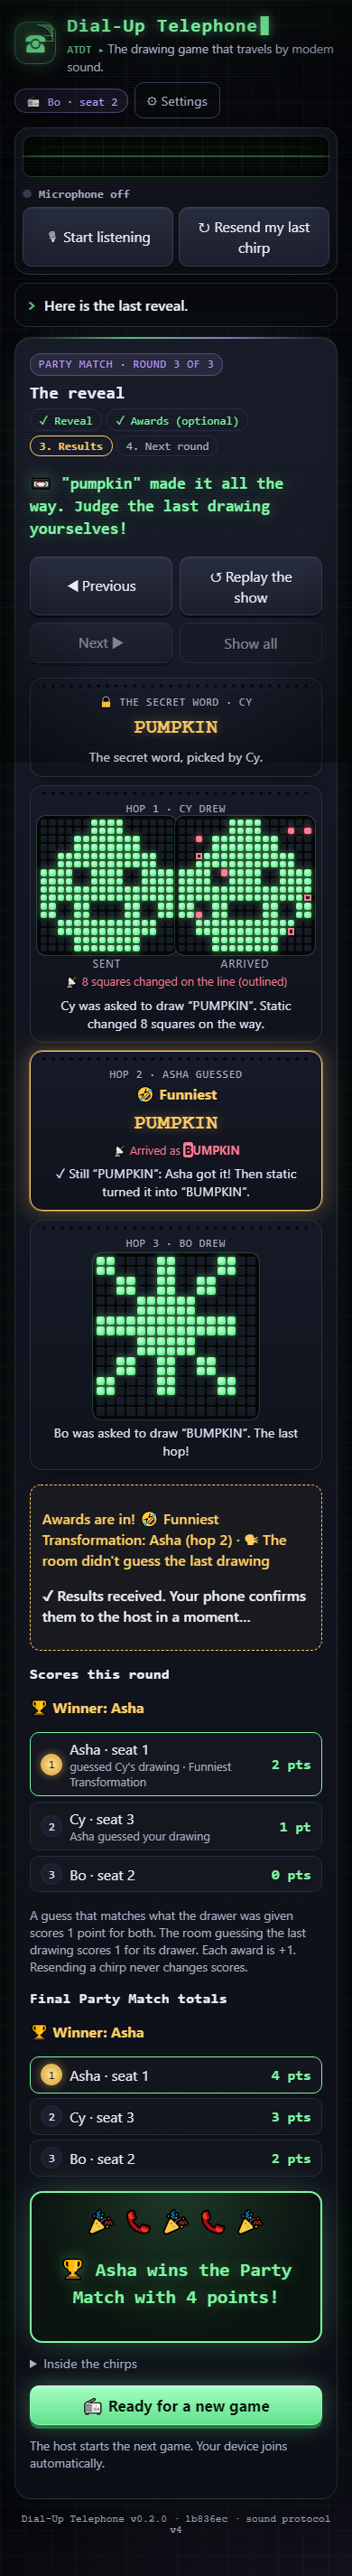 Dial-Up Telephone
ATDT ▸ The drawing game that travels by modem
sound.
📻 Bo · seat 2
⚙ Settings
Microphone off
🎙 Start listening
↻ Resend my last
chirp
> Here is the last reveal.
PARTY MATCH · ROUND 3 OF 3
The reveal
✓ Reveal
✓ Awards (optional)
3. Results
4. Next round
📼 "pumpkin" made it all the
way. Judge the last drawing
yourselves!
◀ Previous
↺ Replay the
show
Next ▶
Show all
🔒 THE SECRET WORD · CY
PUMPKIN
The secret word, picked by Cy.
HOP 1 · CY DREW
SENT
ARRIVED
📡 8 squares changed on the line (outlined)
Cy was asked to draw “PUMPKIN”. Static
changed 8 squares on the way.
HOP 2 · ASHA GUESSED
🤣 Funniest
PUMPKIN
📡 Arrived as BUMPKIN
✓ Still “PUMPKIN”: Asha got it! Then static
turned it into “BUMPKIN”.
HOP 3 · BO DREW
Bo was asked to draw “BUMPKIN”. The last
hop!
Awards are in! 🤣 Funniest
Transformation: Asha (hop 2) · 🗣 The
room didn't guess the last drawing
✓ Results received. Your phone confirms
them to the host in a moment…
Scores this round
🏆 Winner: Asha
1 Asha · seat 1
guessed Cy's drawing · Funniest
Transformation
2 pts
2 Cy · seat 3
Asha guessed your drawing
1 pt
3 Bo · seat 2
0 pts
A guess that matches what the drawer was given
scores 1 point for both. The room guessing the last
drawing scores 1 for its drawer. Each award is +1.
Resending a chirp never changes scores.
Final Party Match totals
🏆 Winner: Asha
1 Asha · seat 1 4 pts
2 Cy · seat 3 3 pts
3 Bo · seat 2 2 pts
🏆 Asha wins the Party
Match with 4 points!
▶ Inside the chirps
📻 Ready for a new game
The host starts the next game. Your device joins
automatically.
Dial-Up Telephone v0.2.0 · 1b836ec · sound protocol
v4